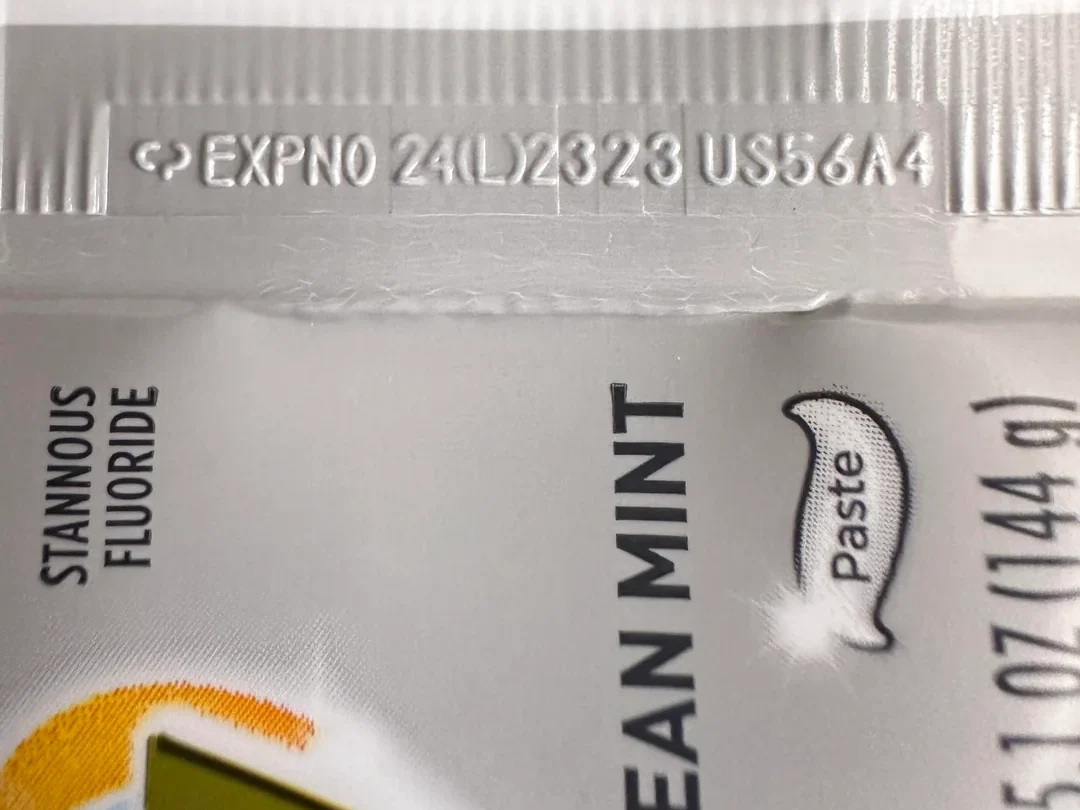 EXPNO 24(L)2323 US56A4
STANNOUS
FLUORIDE
EAN MINT
Paste
5.1 OZ (144 g)